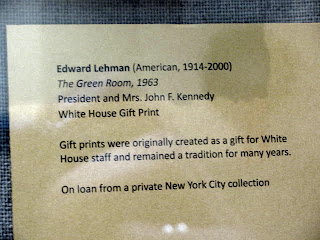 Edward Lehman (American, 1914-2000)
The Green Room, 1963
President and Mrs. John F. Kennedy
White House Gift Print
Gift prints were originally created as a gift for White
House staff and remained a tradition for many years.
On loan from a private New York City collection